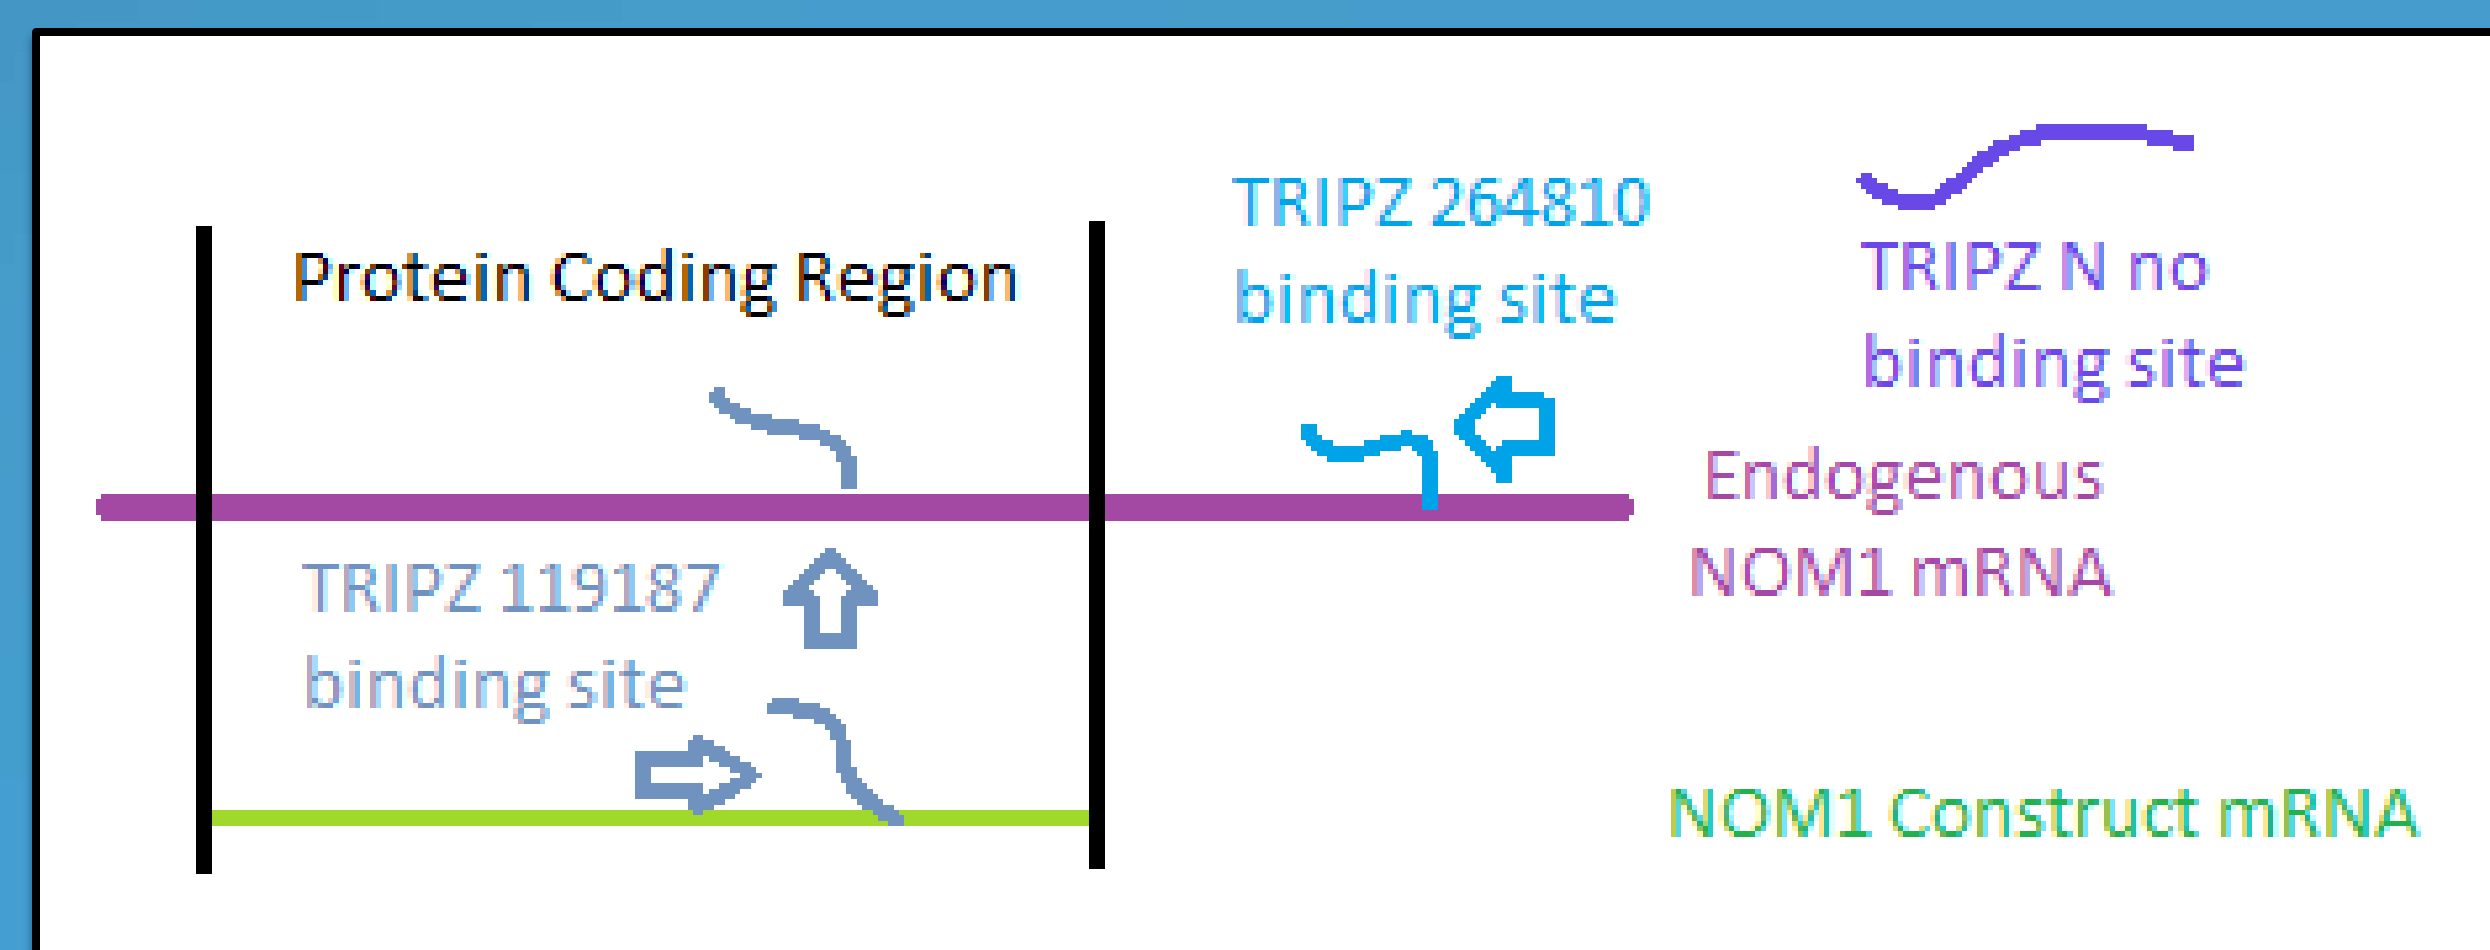 Protein Coding Region
TRIPZ 264810
binding site
TRIPZ N no
binding site
Endogenous
NOM1 mRNA
TRIPZ 119187
binding site
NOM1 Construct mRNA